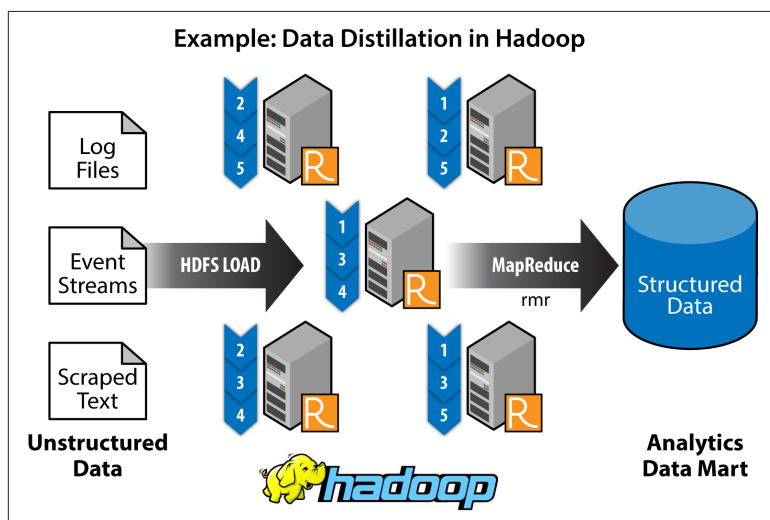 Example: Data Distillation in Hadoop
Log
Files
2
4
5
R
1
2
5
R
Event
Streams
HDFS LOAD
1
3
4
R
MapReduce
rmr
Structured
Data
Scraped
Text
2
3
4
R
1
3
5
R
Unstructured
Data
hadoop
Analytics
Data Mart